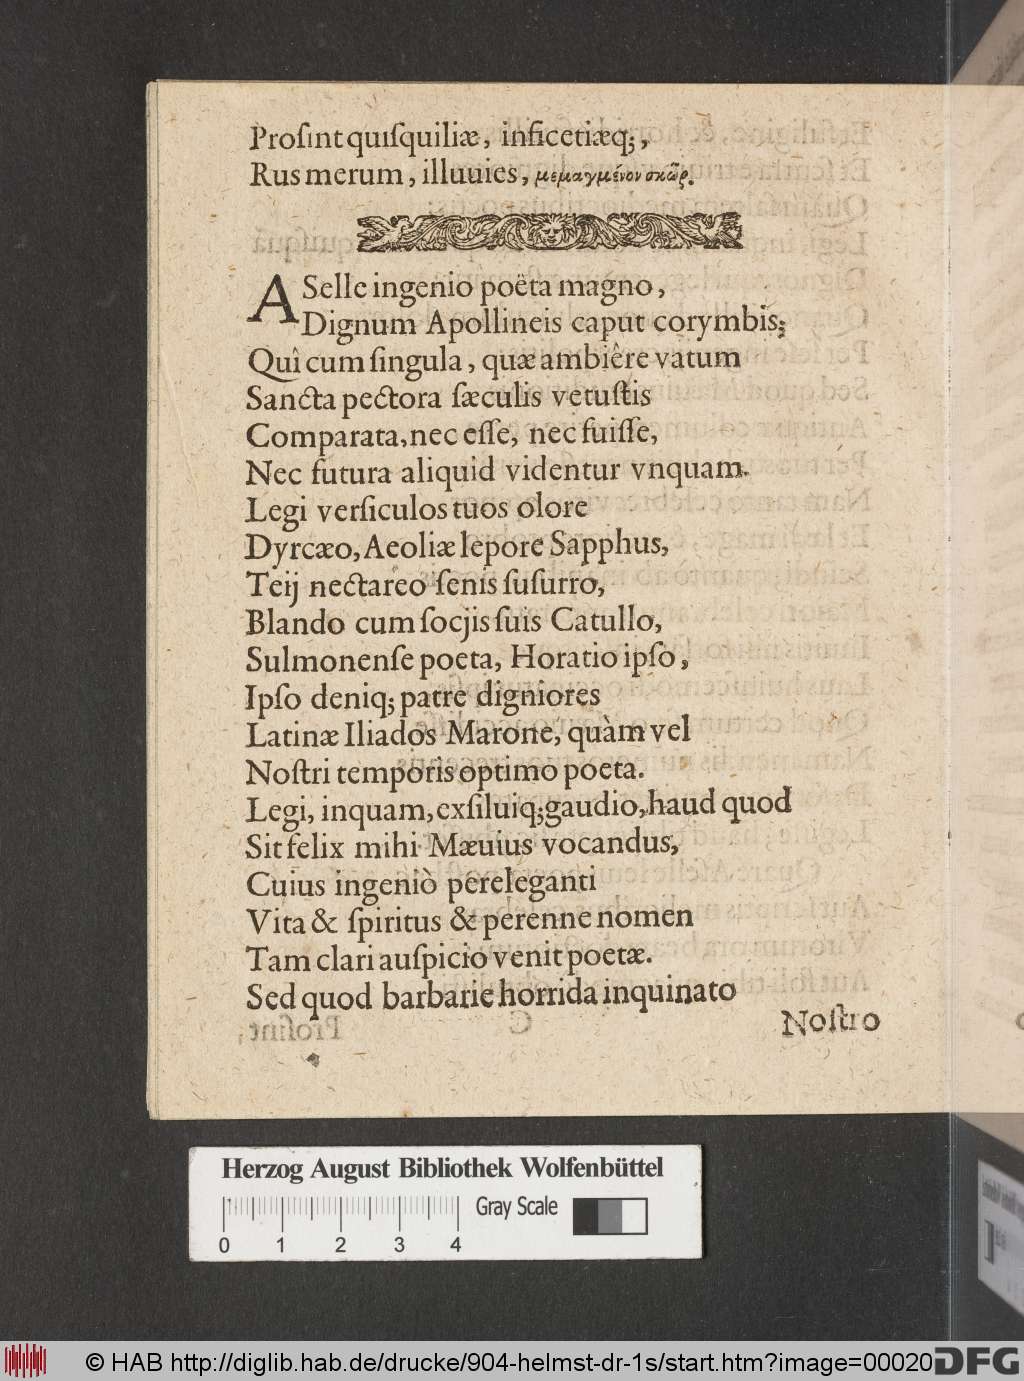 Proſint quiſquiliæ, inficetiæq;,
Rus merum, illuuies, μεμαγμένον σκῶρ.
ASelle ingenio poëta magno,
Dignum Apollineis caput corymbis;
Quî cum ſingula, quæ ambiêre vatum
Sancta pectora ſæculis vetuſtis
Comparata, nec eſſe, nec fuiſſe,
Nec futura aliquid videntur vnquam.
Legi verſiculos tuos olore
Dyrcæo, Aeoliæ lepore Sapphus,
Teij nectareo ſenis ſuſurro,
Blando cum ſocjis ſuis Catullo,
Sulmonenſe poeta, Horatio ipſo,
Ipſo deniq; patre digniores
Latinæ Iliados Marone, quàm vel
Noſtri temporis optimo poeta.
Legi, inquam, exſiluiq; gaudio, haud quod
Sit felix mihi Mæuius vocandus,
Cuius ingeniò pereleganti
Vita & ſpiritus & perenne nomen
Tam clari auſpicio venit poetæ.
Sed quod barbarie horrida inquinato
Noſtro
Herzog August Bibliothek Wolfenbüttel
Gray Scale
0 1 2 3 4
© HAB http://diglib.hab.de/drucke/904-helmst-dr-1s/start.htm?image=00020
DFG